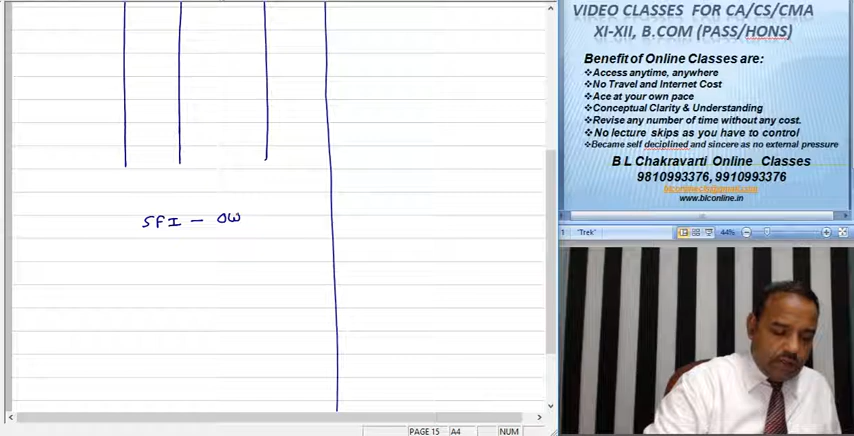 SFI - OW
PAGE 15 A4 NUM
VIDEO CLASSES FOR CA/CS/CMA
XI-XII, B.COM (PASS/HONS)
Benefit of Online Classes are:
❖Access anytime, anywhere
❖No Travel and Internet Cost
❖Ace at your own pace
❖Conceptual Clarity & Understanding
❖Revise any number of time without any cost.
❖No lecture skips as you have to control
❖Became self deciplined and sincere as no external pressure
B L Chakravarti Online Classes
9810993376, 9910993376
www.blconline.in
1 "Trek" 44%